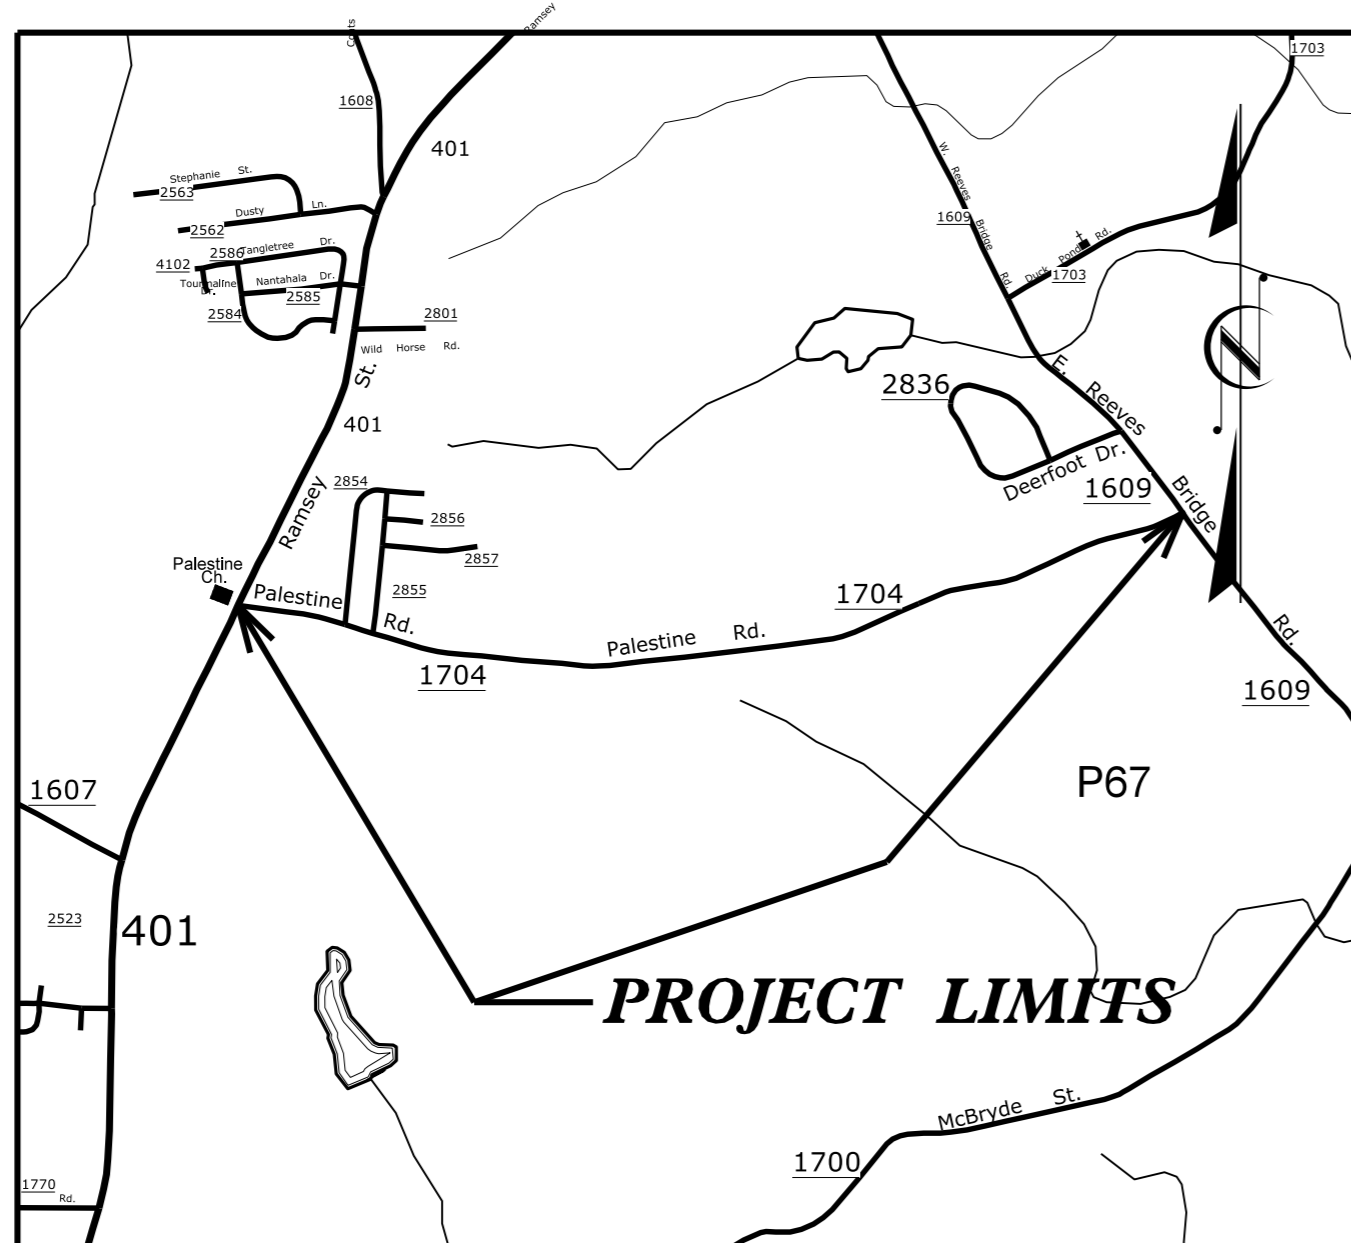 Couts
Ramsey
1703
1608
401
W. Reeves Bridge Rd.
Stephanie St.
2563
Dusty Ln.
2562
1609
Duck Pond Rd.
1703
2586
Tangletree Dr.
4102
Tourmaline Dr.
Nantahala Dr.
2585
2584
2801
Wild Horse Rd.
St.
N
E. Reeves
2836
401
Deerfoot Dr.
1609
Bridge
2854
Ramsey
2856
2857
Palestine
Ch.
2855
Palestine Rd.
1704
Palestine Rd.
Rd.
1704
1609
1607
P67
2523
401
PROJECT LIMITS
McBryde St.
1700
1770
Rd.